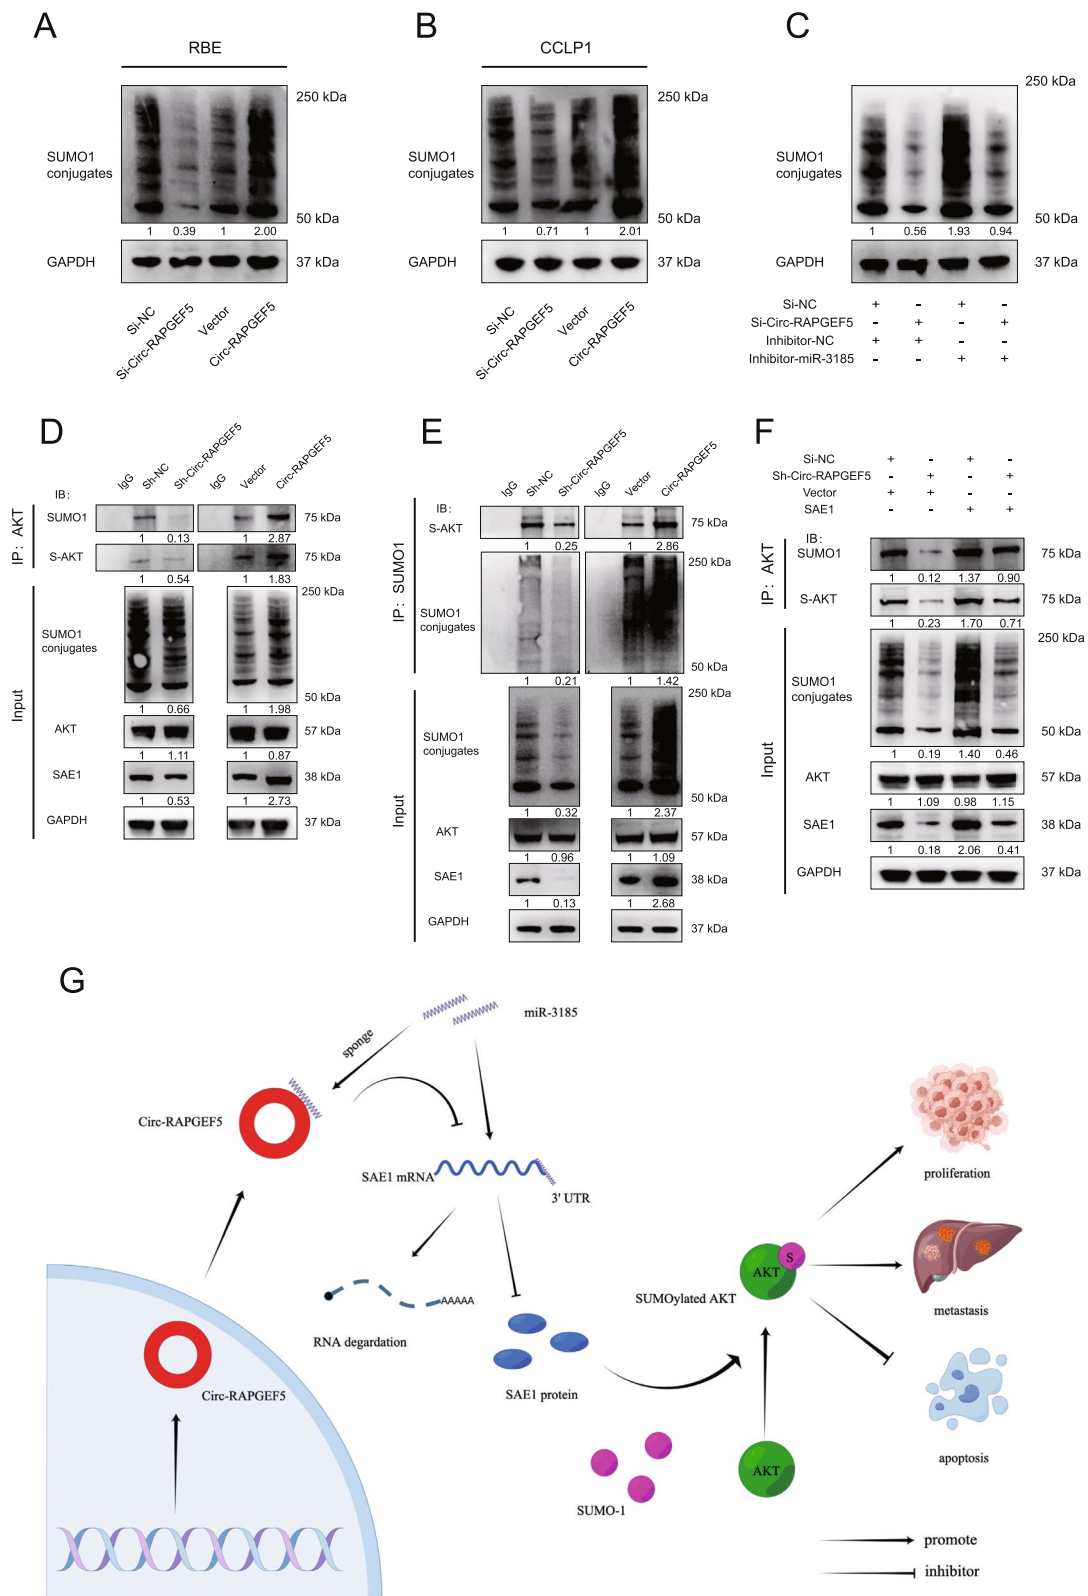 A
RBE
250 kDa
SUMO1
conjugates
50 kDa
1 0.39 1 2.00
GAPDH
37 kDa
Si-NC
Si-Circ-RAPGEF5
Vector
Circ-RAPGEF5
B
CCLP1
250 kDa
SUMO1
conjugates
50 kDa
1 0.71 1 2.01
GAPDH
37 kDa
Si-NC
Si-Circ-RAPGEF5
Vector
Circ-RAPGEF5
C
250 kDa
SUMO1
conjugates
50 kDa
1 0.56 1.93 0.94
GAPDH
37 kDa
Si-NC + - + -
Si-Circ-RAPGEF5 - + - +
Inhibitor-NC + + - -
Inhibitor-miR-3185 - - + +
D
IgG
Sh-NC
Sh-Circ-RAPGEF5
IgG
Vector
Circ-RAPGEF5
IB:
IP: AKT
SUMO1
75 kDa
1 0.13 1 2.87
S-AKT
75 kDa
1 0.54 1 1.83
Input
250 kDa
SUMO1
conjugates
50 kDa
1 0.66 1 1.98
AKT
57 kDa
1 1.11 1 0.87
SAE1
38 kDa
1 0.53 1 2.73
GAPDH
37 kDa
E
IgG
Sh-NC
Sh-Circ-RAPGEF5
IgG
Vector
Circ-RAPGEF5
IB:
IP: SUMO1
S-AKT
75 kDa
1 0.25 1 2.86
250 kDa
SUMO1
conjugates
50 kDa
1 0.21 1 1.42
Input
250 kDa
SUMO1
conjugates
50 kDa
1 0.32 1 2.37
AKT
57 kDa
1 0.96 1 1.09
SAE1
38 kDa
1 0.13 1 2.68
GAPDH
37 kDa
F
Si-NC + - + -
Sh-Circ-RAPGEF5 - + - +
Vector + + - -
SAE1 - - + +
IB:
IP: AKT
SUMO1
75 kDa
1 0.12 1.37 0.90
S-AKT
75 kDa
1 0.23 1.70 0.71
Input
250 kDa
SUMO1
conjugates
50 kDa
1 0.19 1.40 0.46
AKT
57 kDa
1 1.09 0.98 1.15
SAE1
38 kDa
1 0.18 2.06 0.41
GAPDH
37 kDa
G
miR-3185
sponge
Circ-RAPGEF5
SAE1 mRNA
3' UTR
AAAAA
RNA degardation
SAE1 protein
Circ-RAPGEF5
SUMO-1
S
AKT
SUMOylated AKT
AKT
proliferation
metastasis
apoptosis
promote
inhibitor